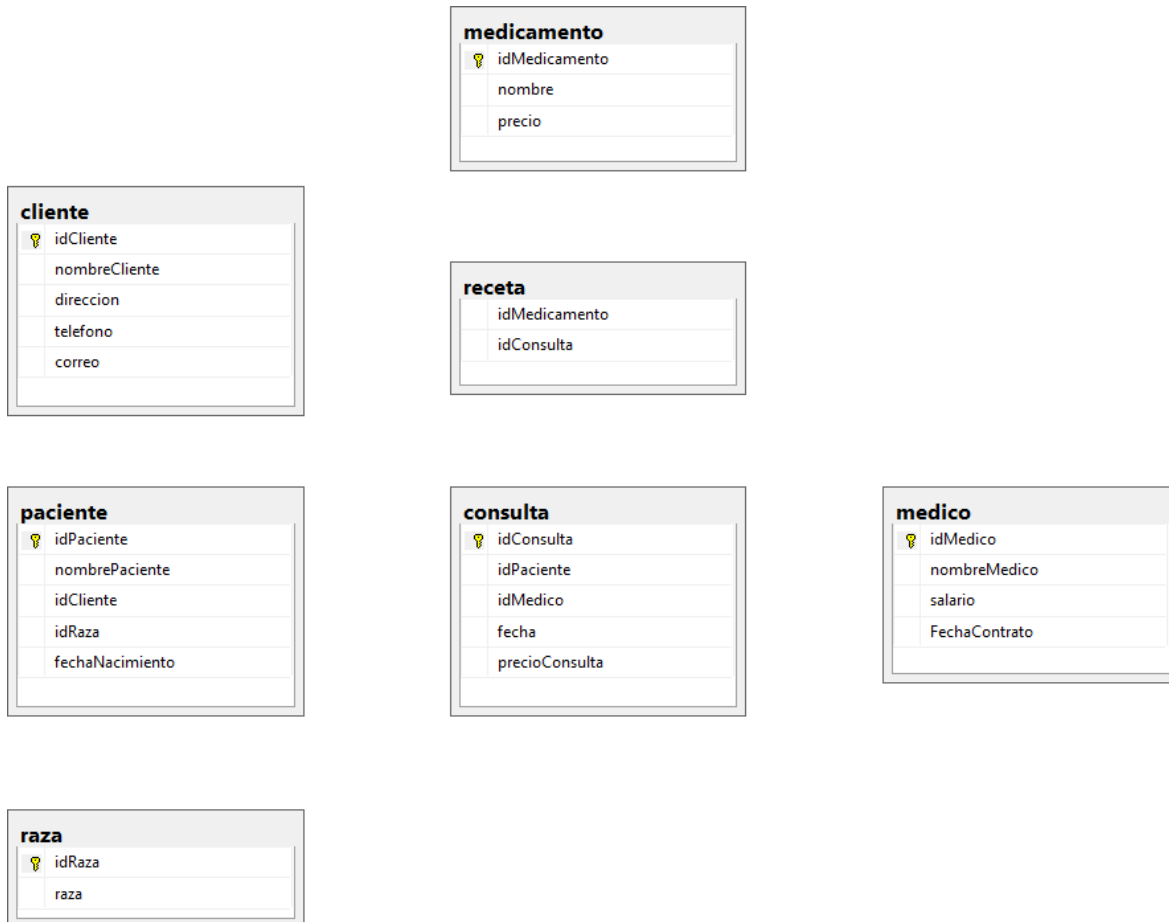 medicamento
idMedicamento
nombre
precio
cliente
idCliente
nombreCliente
direccion
telefono
correo
receta
idMedicamento
idConsulta
paciente
idPaciente
nombrePaciente
idCliente
idRaza
fechaNacimiento
consulta
idConsulta
idPaciente
idMedico
fecha
precioConsulta
medico
idMedico
nombreMedico
salario
FechaContrato
raza
idRaza
raza